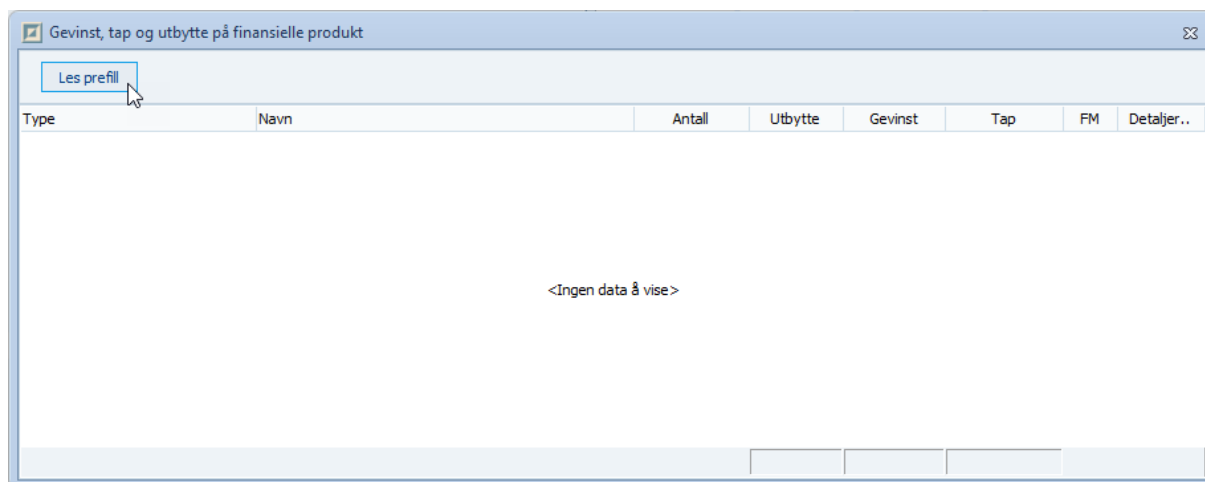 Gevinst, tap og utbytte på finansielle produkt
Les prefill
Type Navn Antall Utbytte Gevinst Tap FM Detaljer..
<Ingen data å vise>